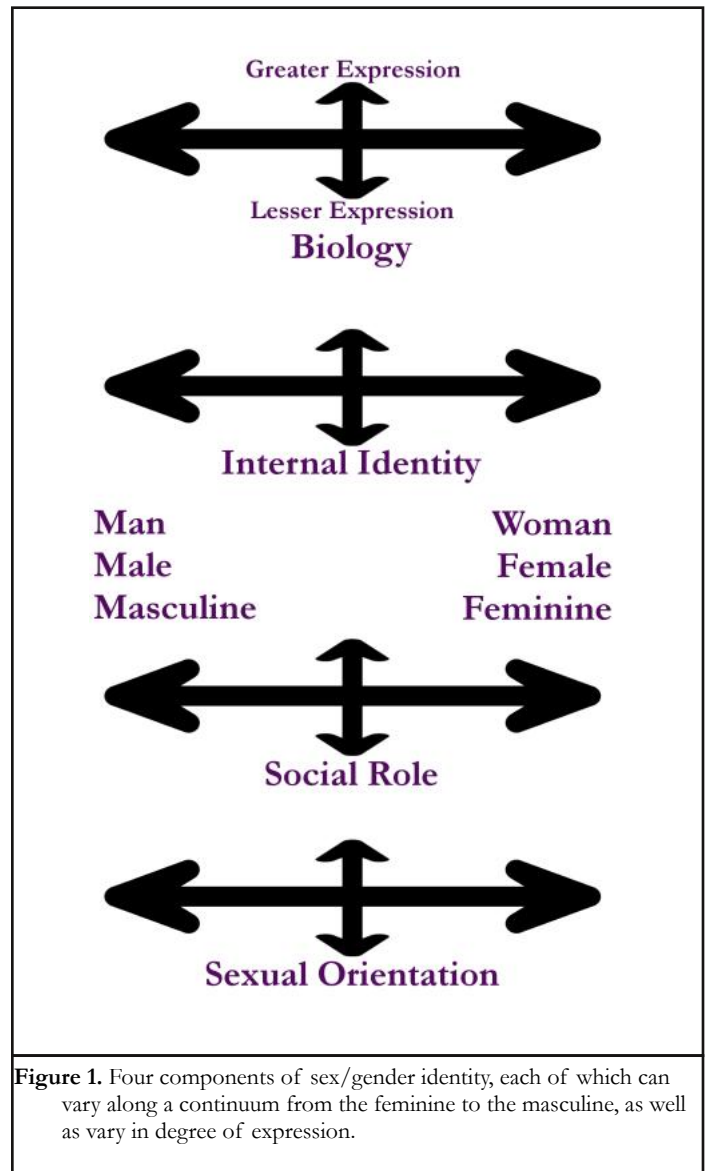 Greater Expression
Lesser Expression
Biology
Internal Identity
Man Woman
Male Female
Masculine Feminine
Social Role
Sexual Orientation
Figure 1. Four components of sex/gender identity, each of which can
vary along a continuum from the feminine to the masculine, as well
as vary in degree of expression.